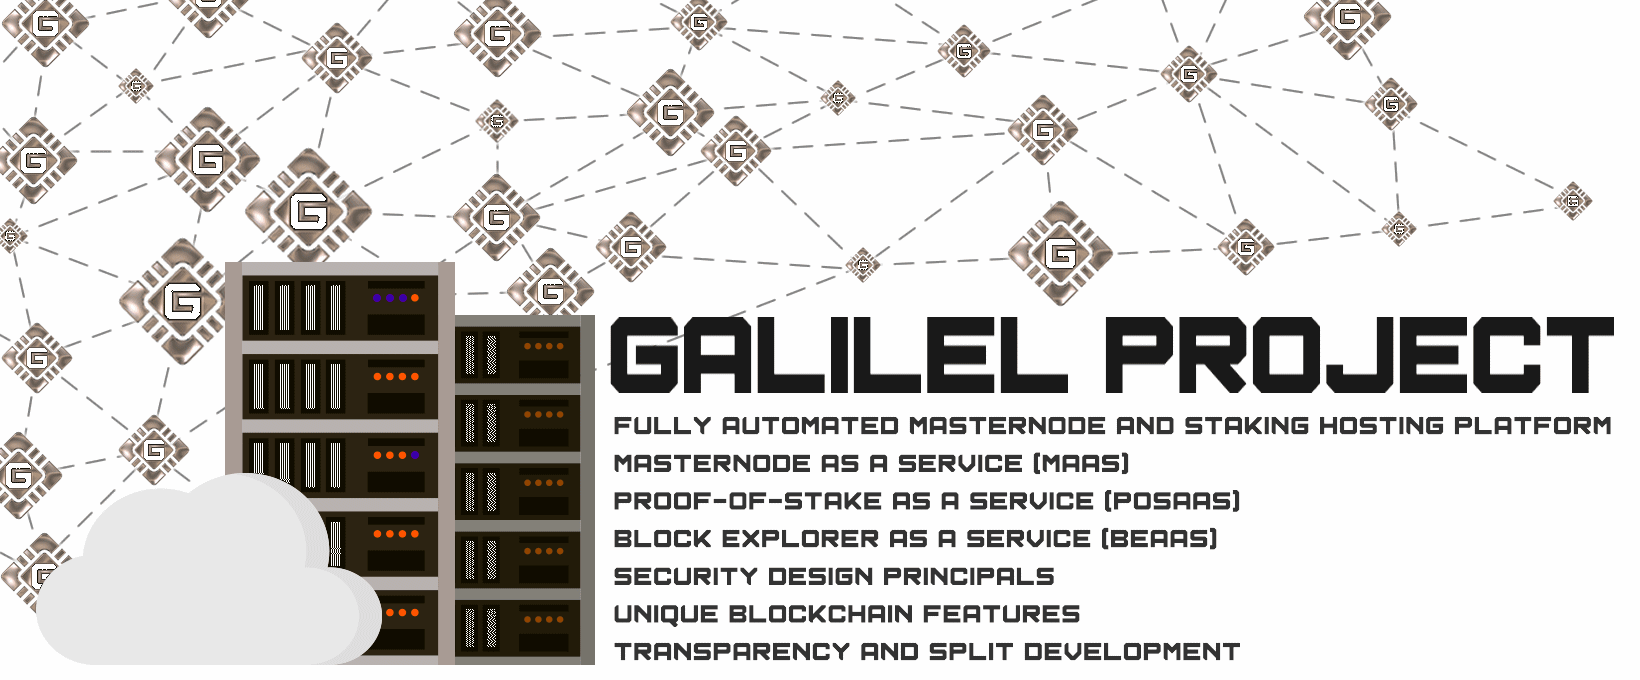 GALILEL PROJECT
FULLY AUTOMATED MASTERNODE AND STAKING HOSTING PLATFORM
MASTERNODE AS A SERVICE (MAAS)
PROOF-OF-STAKE AS A SERVICE (POSAAS)
BLOCK EXPLORER AS A SERVICE (BEAAS)
SECURITY DESIGN PRINCIPALS
UNIQUE BLOCKCHAIN FEATURES
TRANSPARENCY AND SPLIT DEVELOPMENT